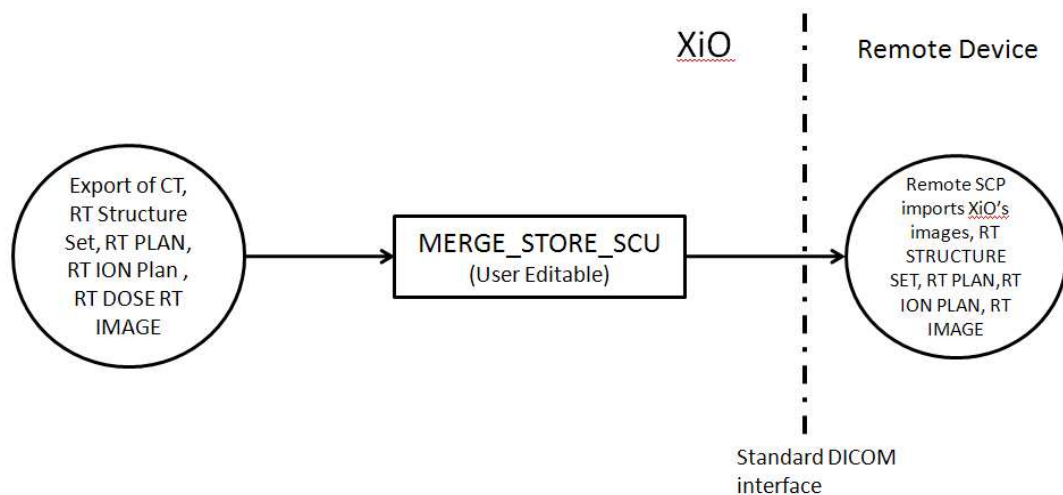 XiO
Remote Device
Export of CT,
RT Structure
Set, RT PLAN,
RT ION Plan ,
RT DOSE RT
IMAGE
MERGE_STORE_SCU
(User Editable)
Remote SCP
imports XiO's
images, RT
STRUCTURE
SET, RT PLAN,RT
ION PLAN, RT
IMAGE
Standard DICOM
interface